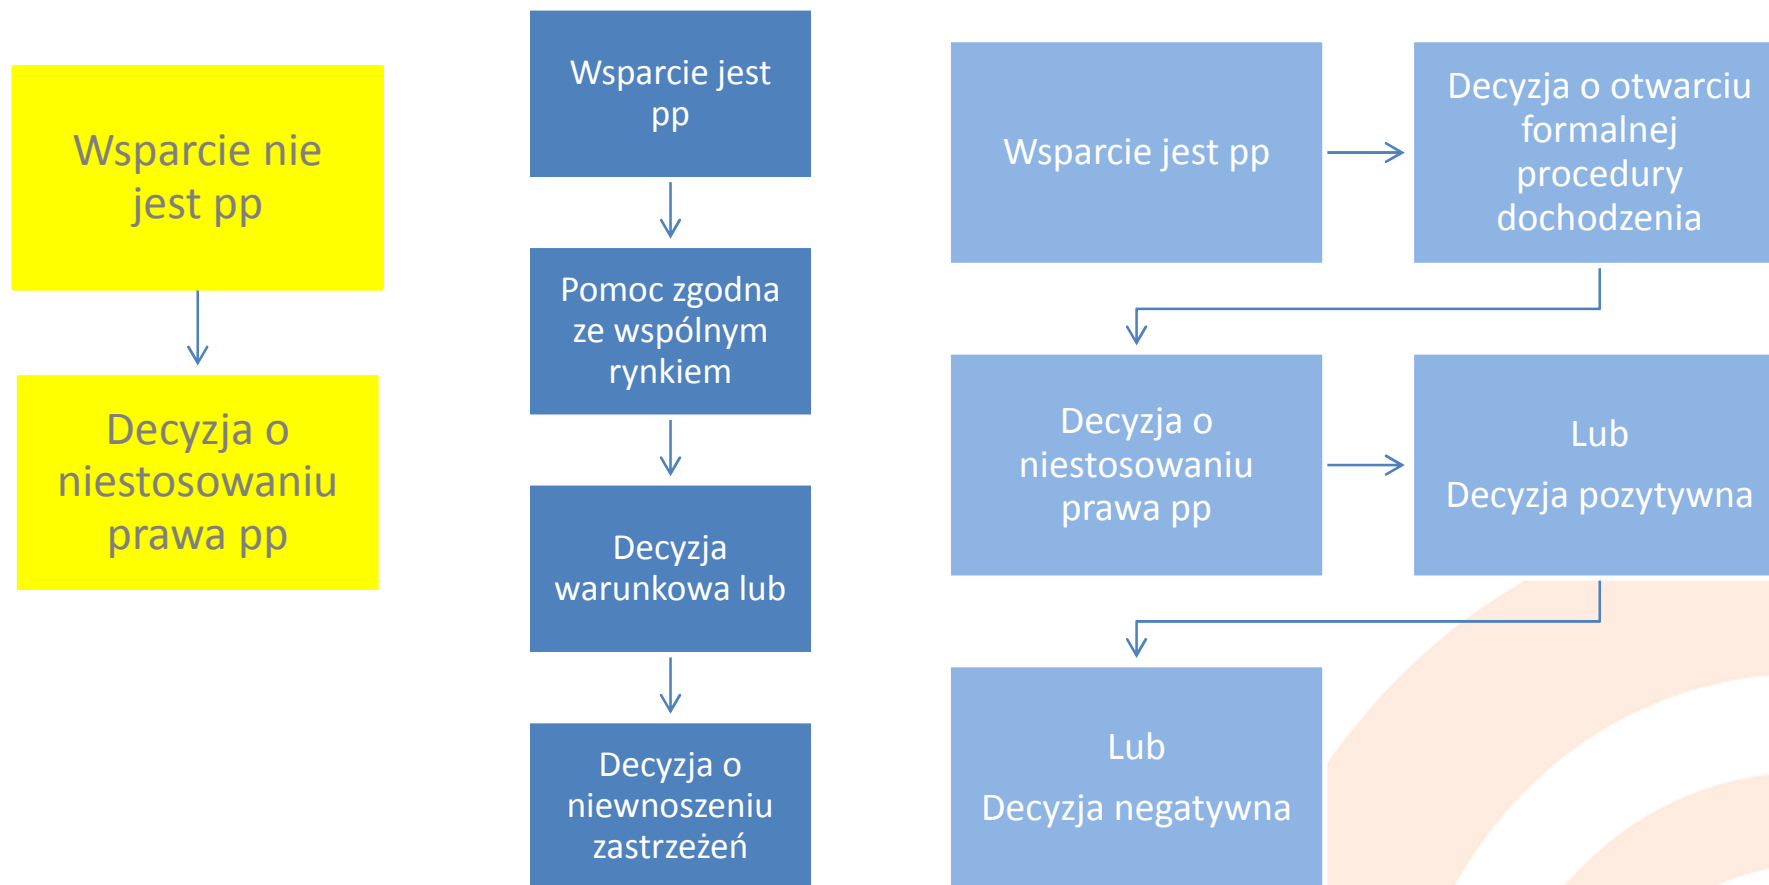 Wsparcie nie
jest pp
Decyzja o
niestosowaniu
prawa pp
Wsparcie jest
pp
Pomoc zgodna
ze wspólnym
rynkiem
Decyzja
warunkowa lub
Decyzja o
niewnoszeniu
zastrzeżeń
Wsparcie jest pp
Decyzja o otwarciu
formalnej
procedury
dochodzenia
Decyzja o
niestosowaniu
prawa pp
Lub
Decyzja pozytywna
Lub
Decyzja negatywna